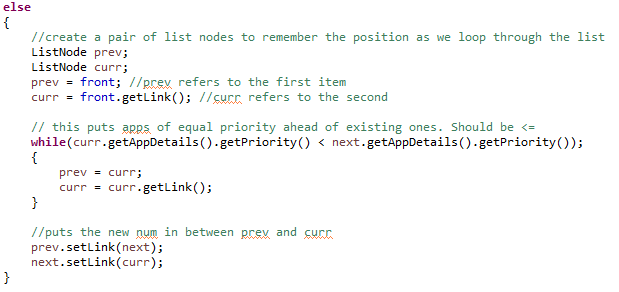 else
{
//create a pair of list nodes to remember the position as we loop through the list
ListNode prev;
ListNode curr;
prev = front; //prev refers to the first item
curr = front.getLink(); //curr refers to the second
// this puts apps of equal priority ahead of existing ones. Should be <=
while(curr.getAppDetails().getPriority() < next.getAppDetails().getPriority());
{
prev = curr;
curr = curr.getLink();
}
//puts the new num in between prev and curr
prev.setLink(next);
next.setLink(curr);
}